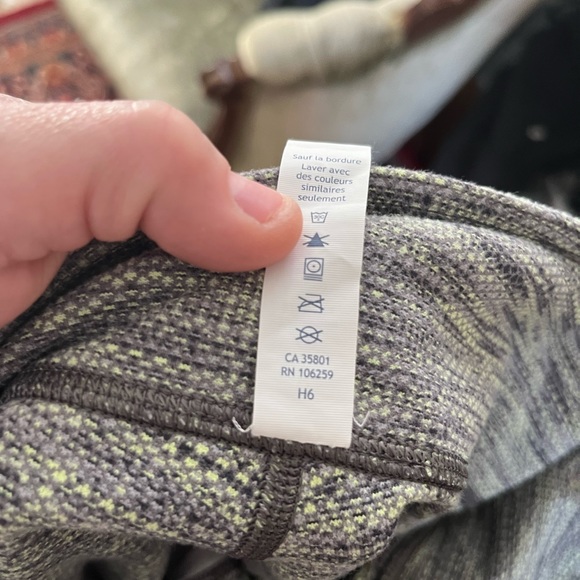 Sauf la bordure
Laver avec
des couleurs
similaires
seulement
CA 35801
RN 106259
H6